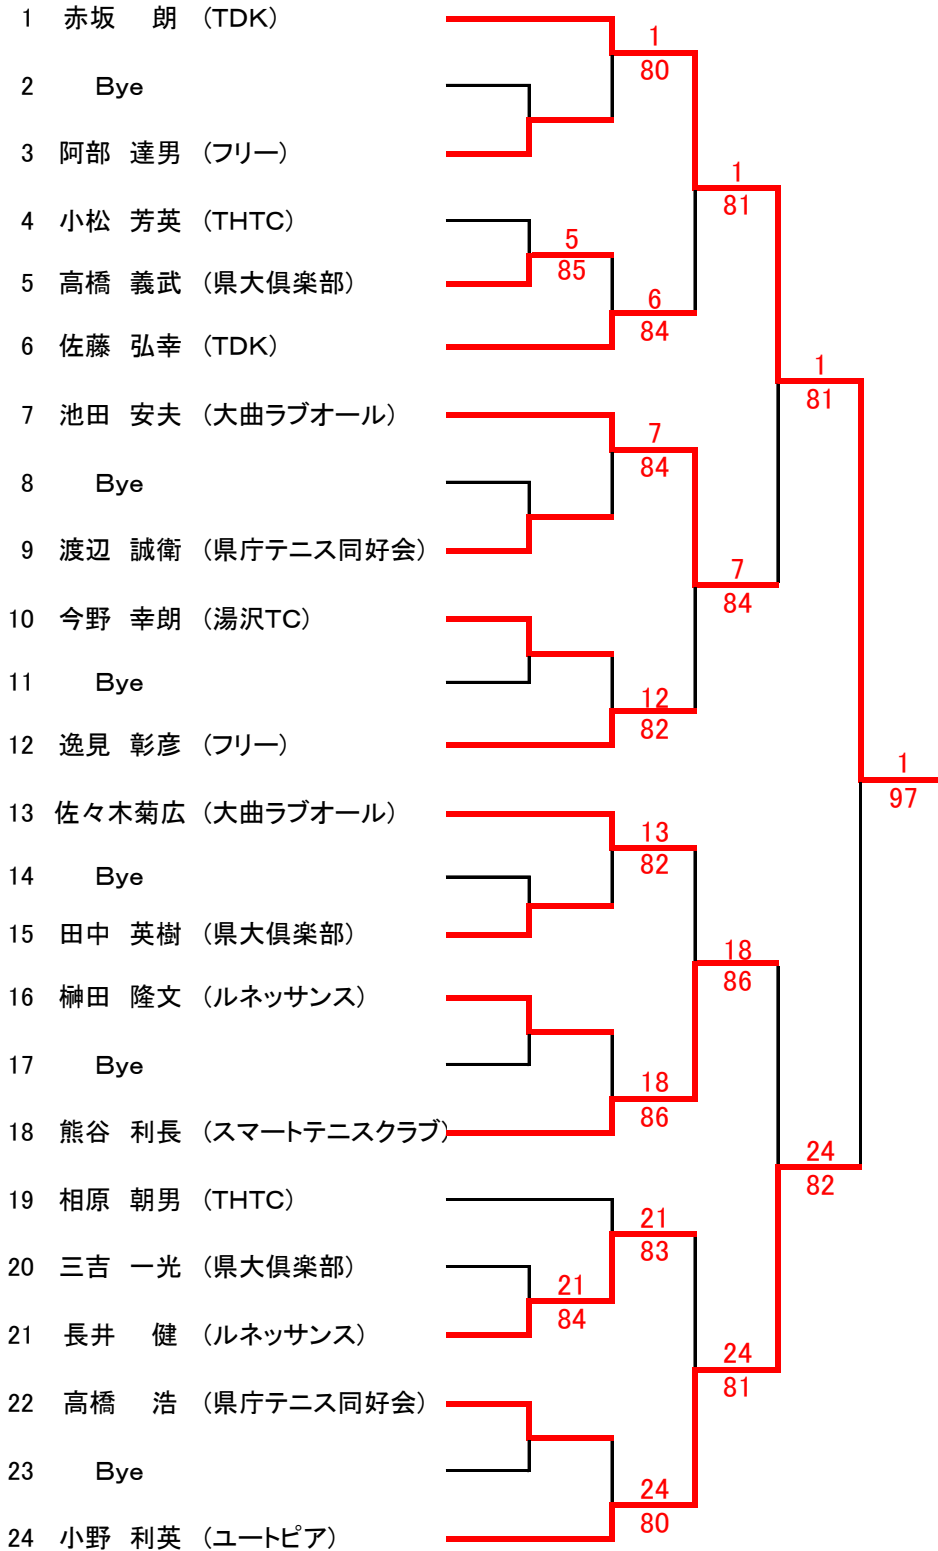 1 赤坂 朗 (TDK)
1
80
2 Bye
3 阿部 達男 (フリー)
1
81
4 小松 芳英 (THTC)
5
85
5 高橋 義武 (県大倶楽部)
6
84
6 佐藤 弘幸 (TDK)
1
81
7 池田 安夫 (大曲ラブオール)
7
84
8 Bye
9 渡辺 誠衛 (県庁テニス同好会)
7
84
10 今野 幸朗 (湯沢TC)
11 Bye
12
82
12 逸見 彰彦 (フリー)
1
97
13 佐々木菊広 (大曲ラブオール)
13
82
14 Bye
15 田中 英樹 (県大倶楽部)
18
86
16 榊田 隆文 (ルネッサンス)
17 Bye
18
86
18 熊谷 利長 (スマートテニスクラブ)
24
82
19 相原 朝男 (THTC)
21
83
20 三吉 一光 (県大倶楽部)
21
84
21 長井 健 (ルネッサンス)
24
81
22 高橋 浩 (県庁テニス同好会)
23 Bye
24
80
24 小野 利英 (ユートピア)